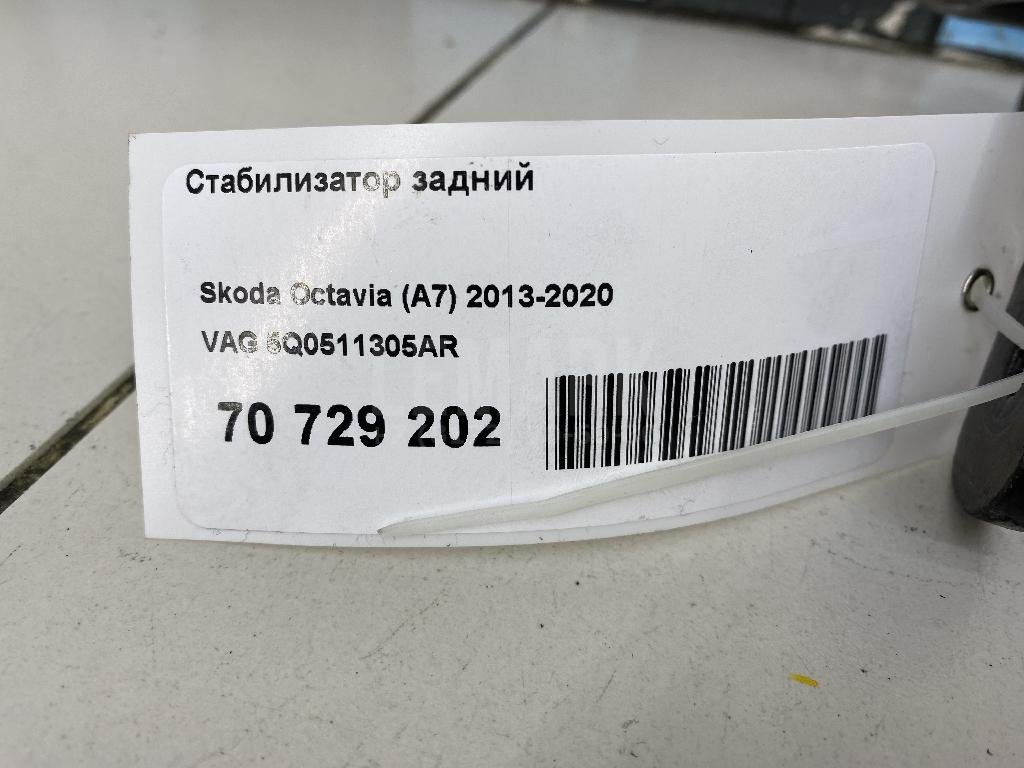 Стабилизатор задний
Skoda Octavia (A7) 2013-2020
VAG 5Q0511305AR
70 729 202